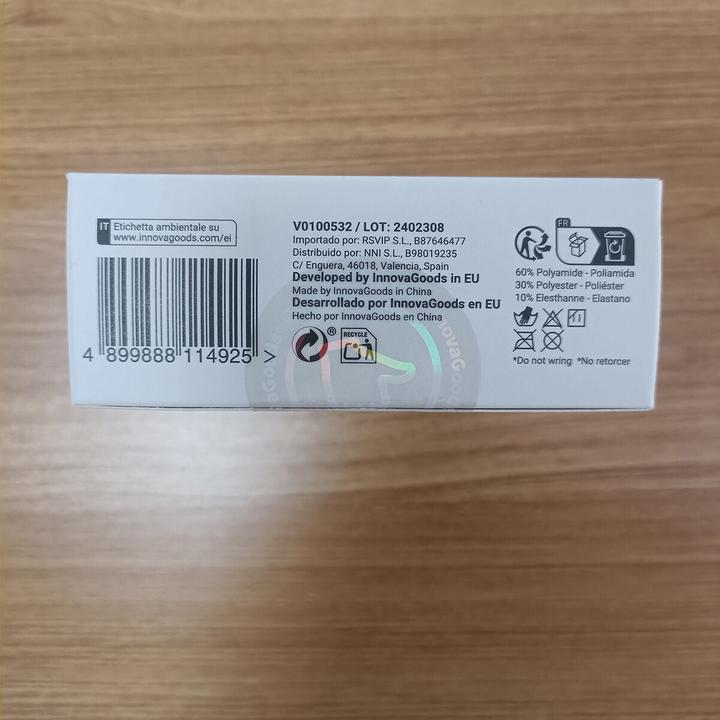 IT Etichetta ambientale su
www.innovagoods.com/ei
4 899888 114925 >
V0100532 / LOT: 2402308
Importado por: RSVIP S.L., B87646477
Distribuido por: NNI S.L., B98019235
C/ Enguera, 46018, Valencia, Spain
Developed by InnovaGoods in EU
Made by InnovaGoods in China
Desarrollado por InnovaGoods en EU
Hecho por InnovaGoods en China
®
RECYCLE
InnovaGoods
InnovaGoods
FR
60% Polyamide - Poliamida
30% Polyester - Poliéster
10% Elesthanne - Elastano
*Do not wring *No retorcer